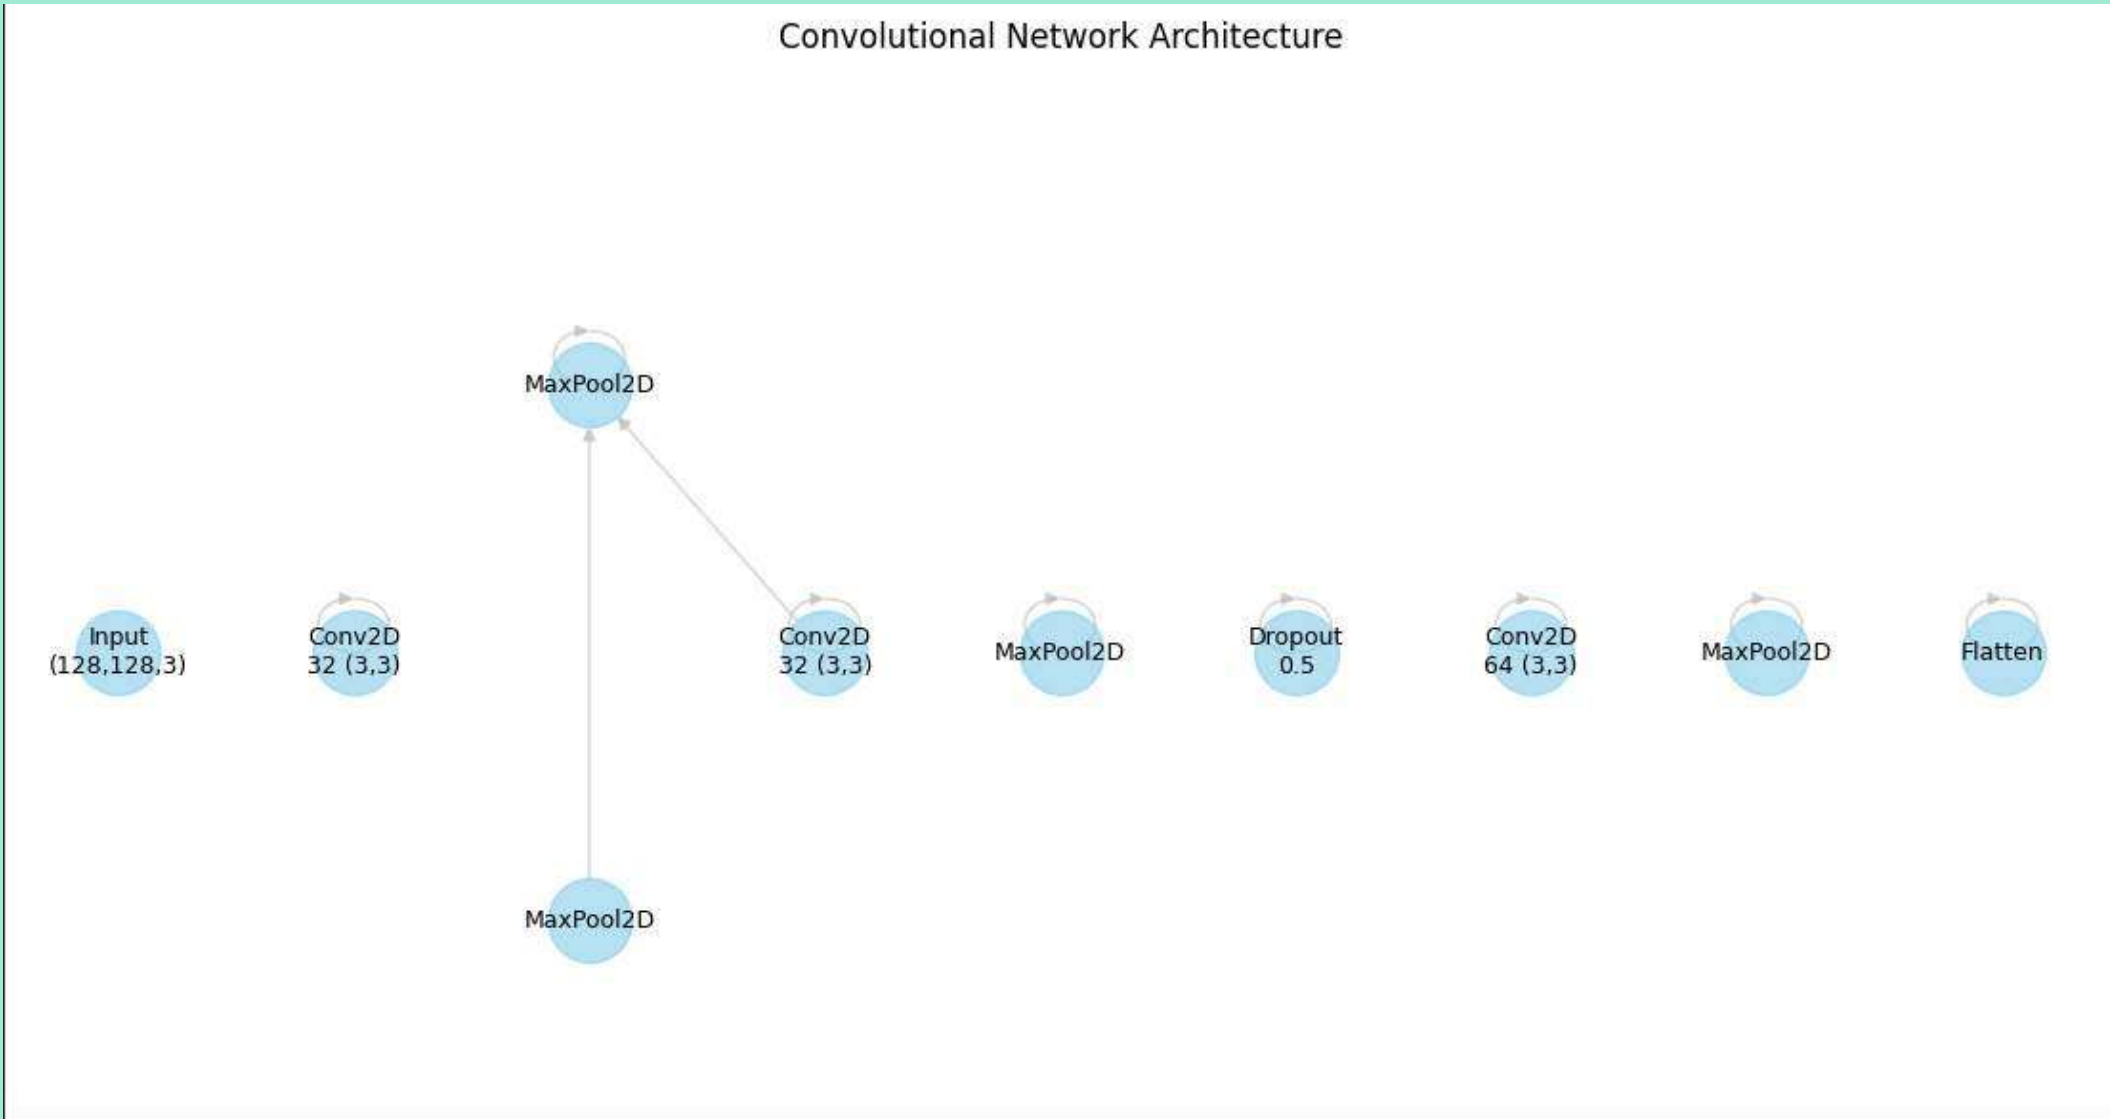 Convolutional Network Architecture
MaxPool2D
Input
(128,128,3)
Conv2D
32 (3,3)
Conv2D
32 (3,3)
MaxPool2D
Dropout
0.5
Conv2D
64 (3,3)
MaxPool2D
Flatten
MaxPool2D